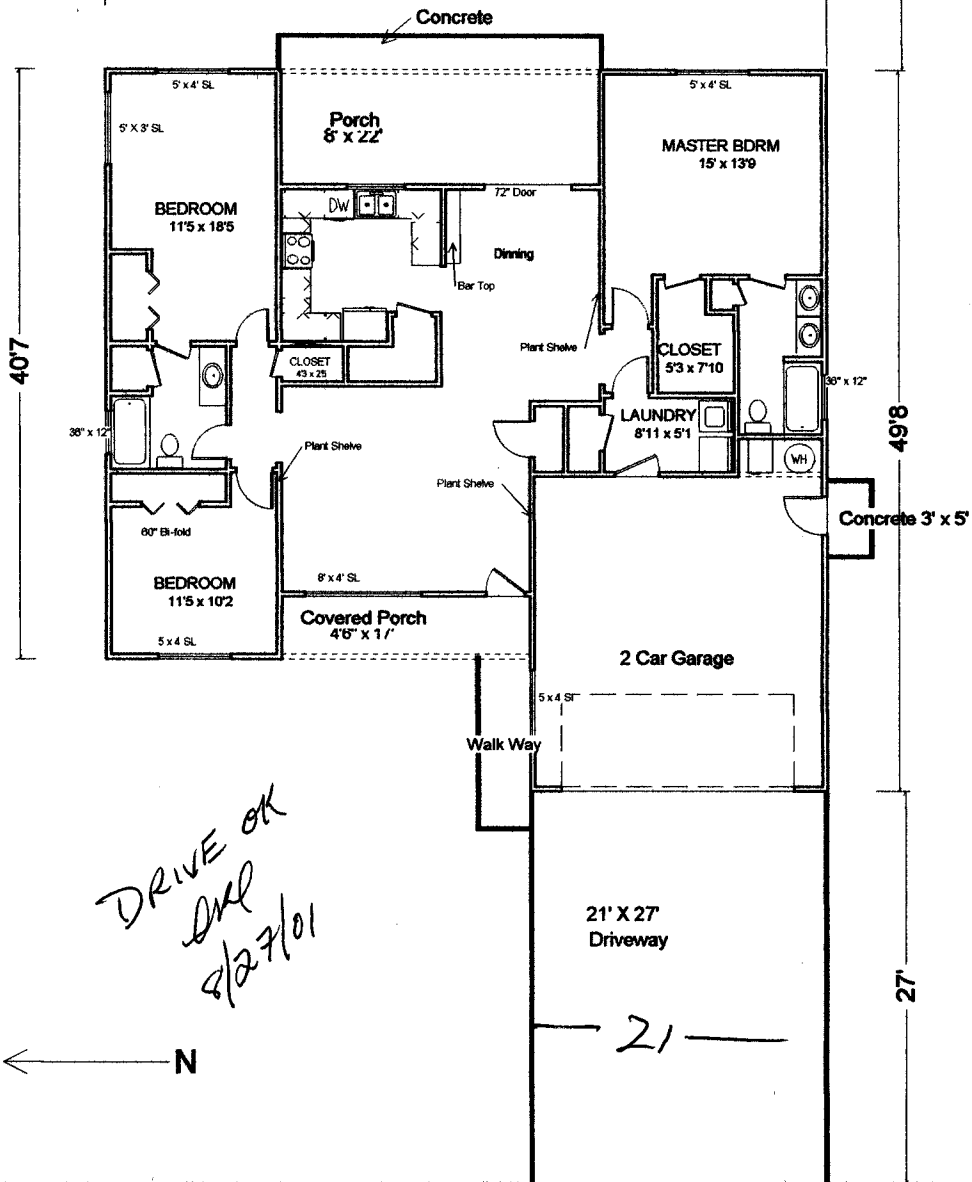 Concrete
5' x 4' SL
5' x 4' SL
5' X 3' SL
Porch
8' x 22'
MASTER BDRM
15' x 13'9
BEDROOM
11'5 x 18'5
DW
72" Door
Dinning
Bar Top
40'7
Plant Shelve
CLOSET
4'3 x 25
CLOSET
5'3 x 7'10
36" x 12"
LAUNDRY
8'11 x 5'1
49'8
36" x 12"
Plant Shelve
WH
Plant Shelve
Concrete 3' x 5'
60" Bi-fold
BEDROOM
11'5 x 10'2
8' x 4' SL
5 x 4 SL
Covered Porch
4'6" x 17'
2 Car Garage
5 x 4 Sl
Walk Way
DRIVE OK
8/27/01
21' X 27'
Driveway
27'
21
N